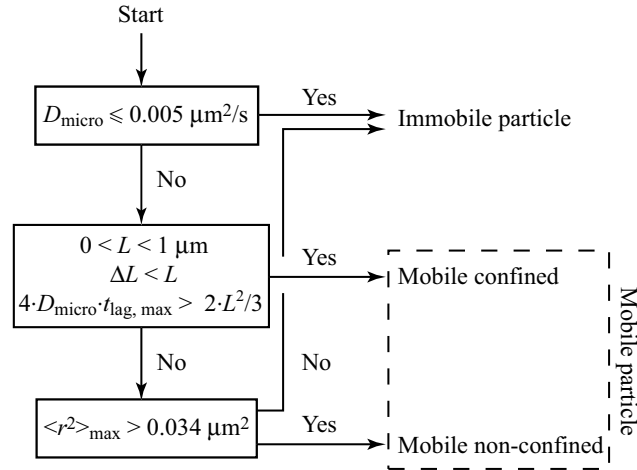 Start
D_micro ⩽ 0.005 µm²/s
Yes
Immobile particle
No
0 < L < 1 µm
ΔL < L
4·D_micro·t_lag, max > 2·L²/3
Yes
Mobile confined
Mobile particle
No
No
<r²>_max > 0.034 µm²
Yes
Mobile non-confined